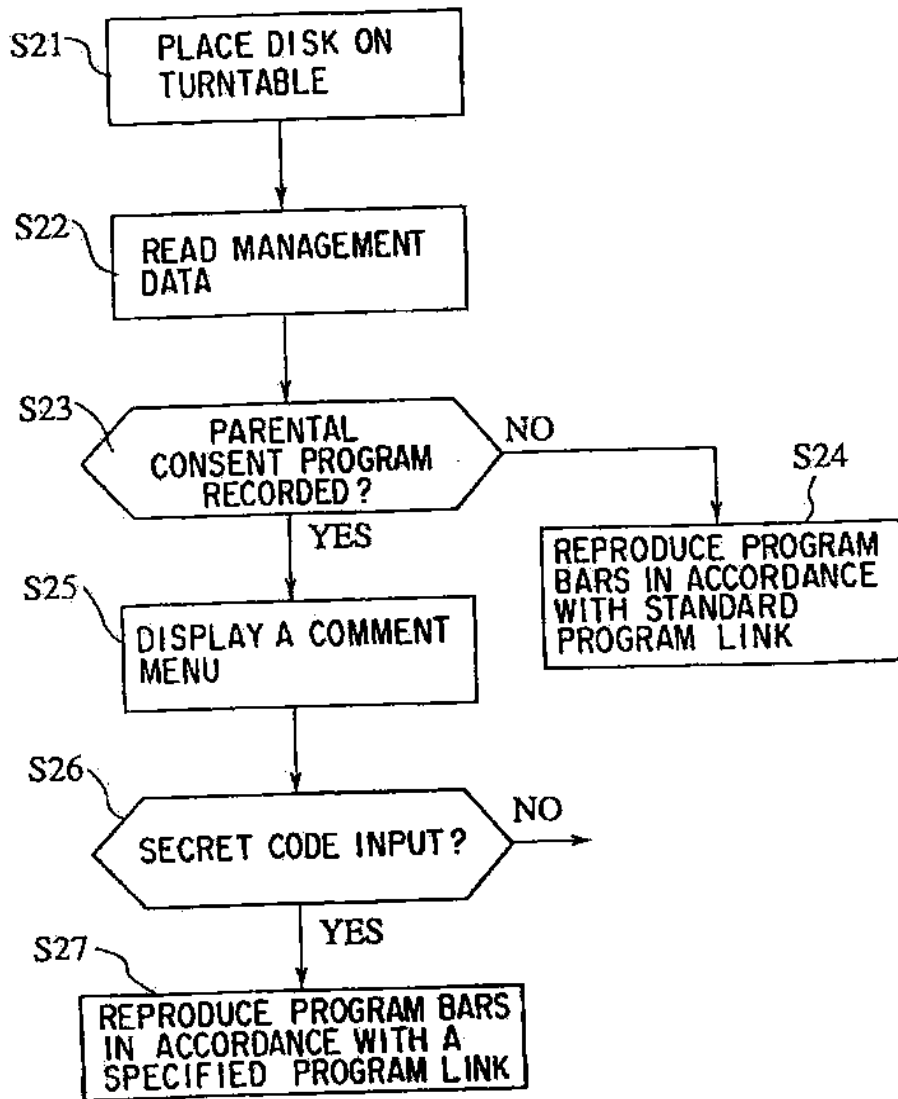 S21
PLACE DISK ON
TURNTABLE
S22
READ MANAGEMENT
DATA
S23
PARENTAL
CONSENT PROGRAM
RECORDED?
NO
YES
S24
REPRODUCE PROGRAM
BARS IN ACCORDANCE
WITH STANDARD
PROGRAM LINK
S25
DISPLAY A COMMENT
MENU
S26
SECRET CODE INPUT?
NO
YES
S27
REPRODUCE PROGRAM BARS
IN ACCORDANCE WITH A
SPECIFIED PROGRAM LINK